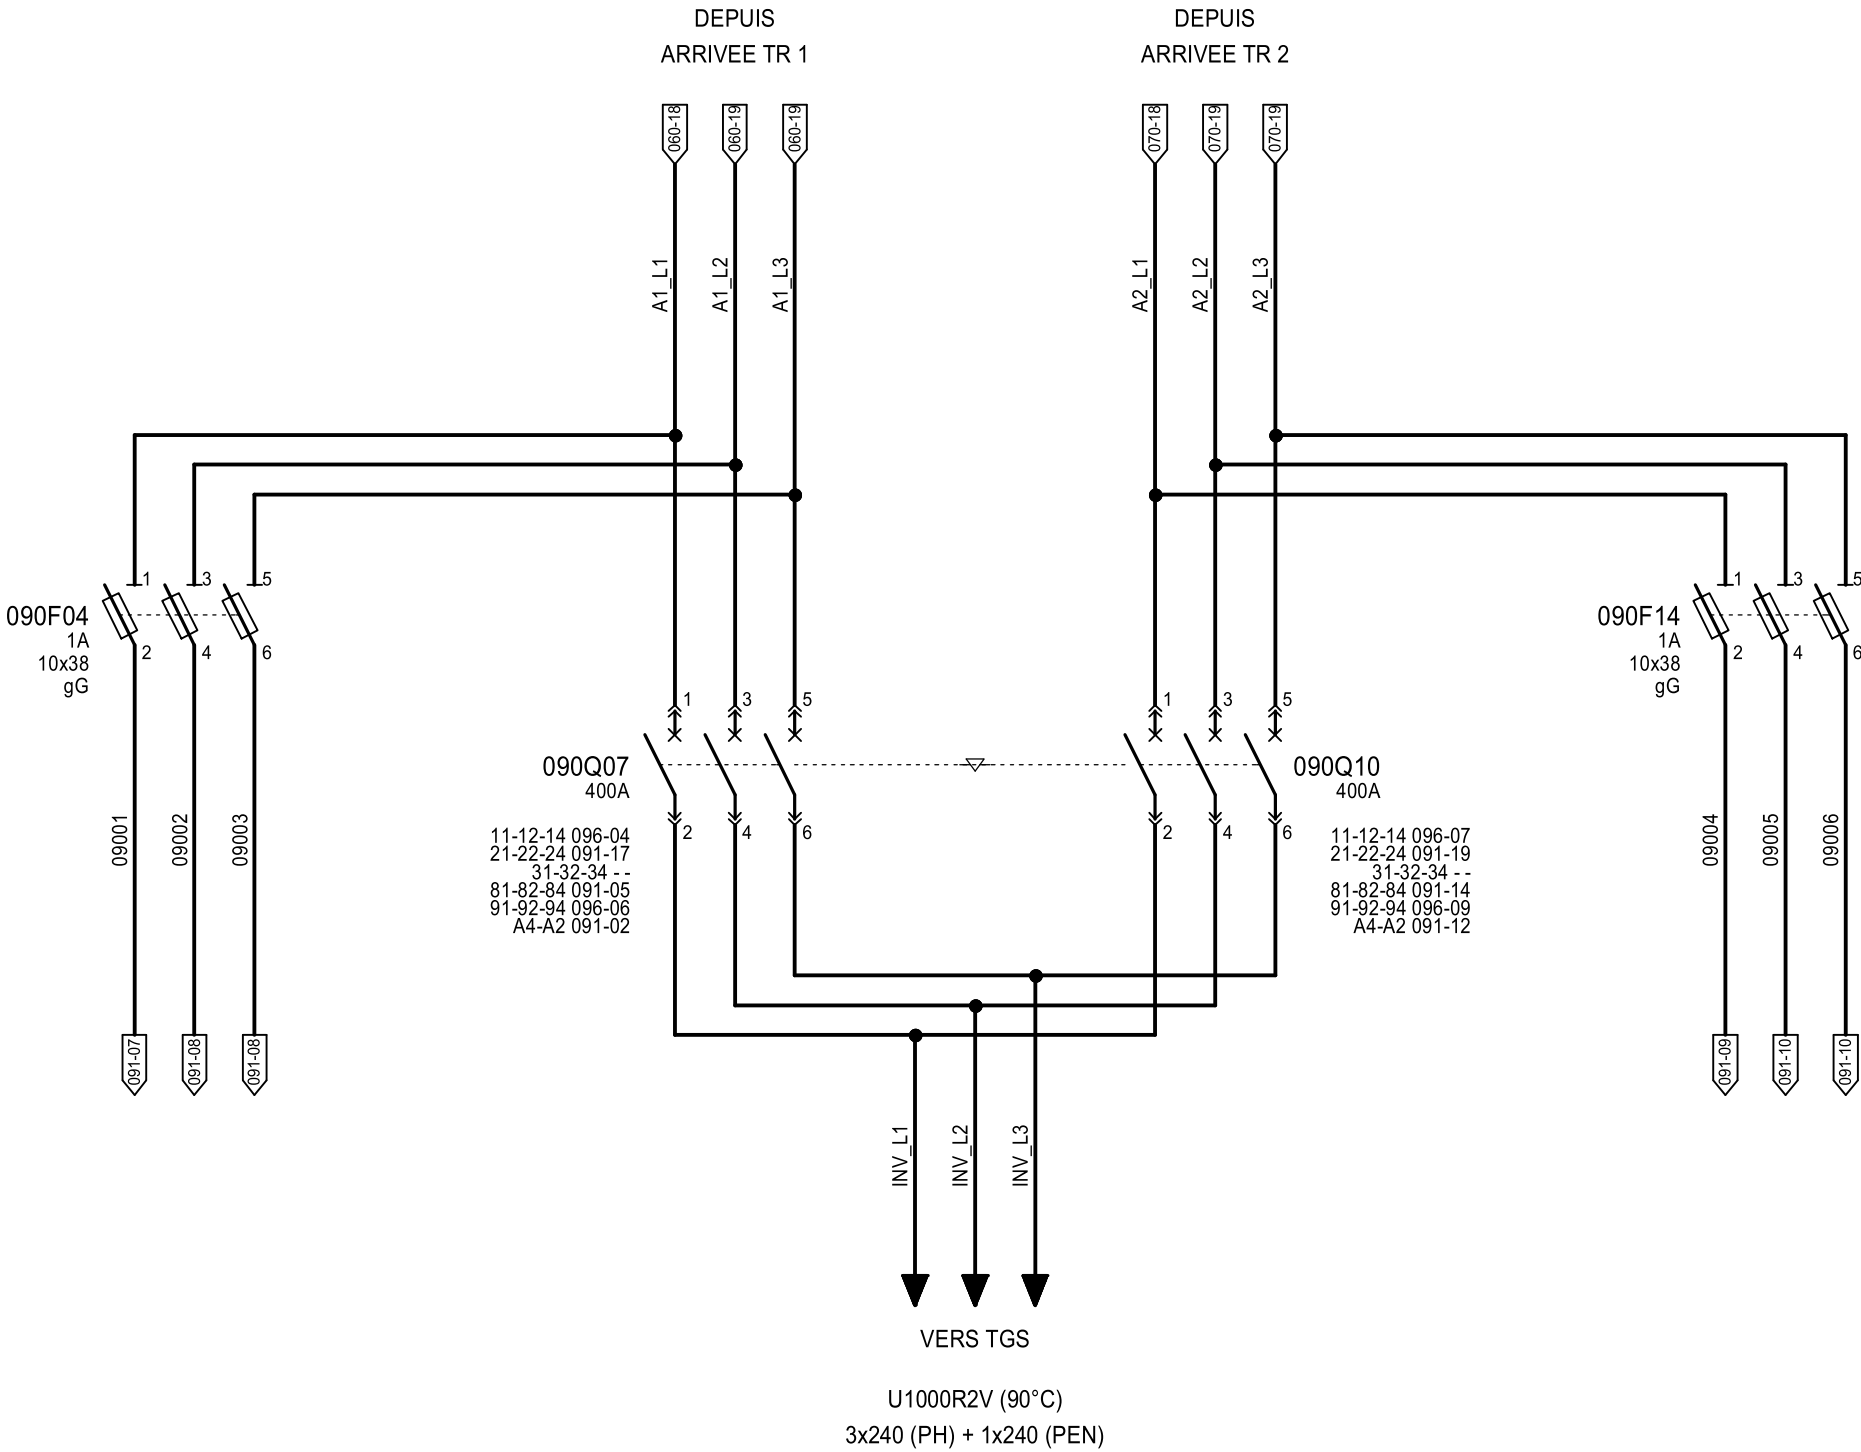 DEPUIS
ARRIVEE TR 1
DEPUIS
ARRIVEE TR 2
060-18
060-19
060-19
070-18
070-19
070-19
A1_L1
A1_L2
A1_L3
A2_L1
A2_L2
A2_L3
1
3
5
090F04
1A
10x38
gG
2
4
6
1
3
5
090F14
1A
10x38
gG
2
4
6
1
3
5
090Q07
400A
2
4
6
1
3
5
090Q10
400A
2
4
6
11-12-14 096-04
21-22-24 091-17
31-32-34 - -
81-82-84 091-05
91-92-94 096-06
A4-A2 091-02
11-12-14 096-07
21-22-24 091-19
31-32-34 - -
81-82-84 091-14
91-92-94 096-09
A4-A2 091-12
09001
09002
09003
09004
09005
09006
091-07
091-08
091-08
091-09
091-10
091-10
INV_L1
INV_L2
INV_L3
VERS TGS
U1000R2V (90°C)
3x240 (PH) + 1x240 (PEN)